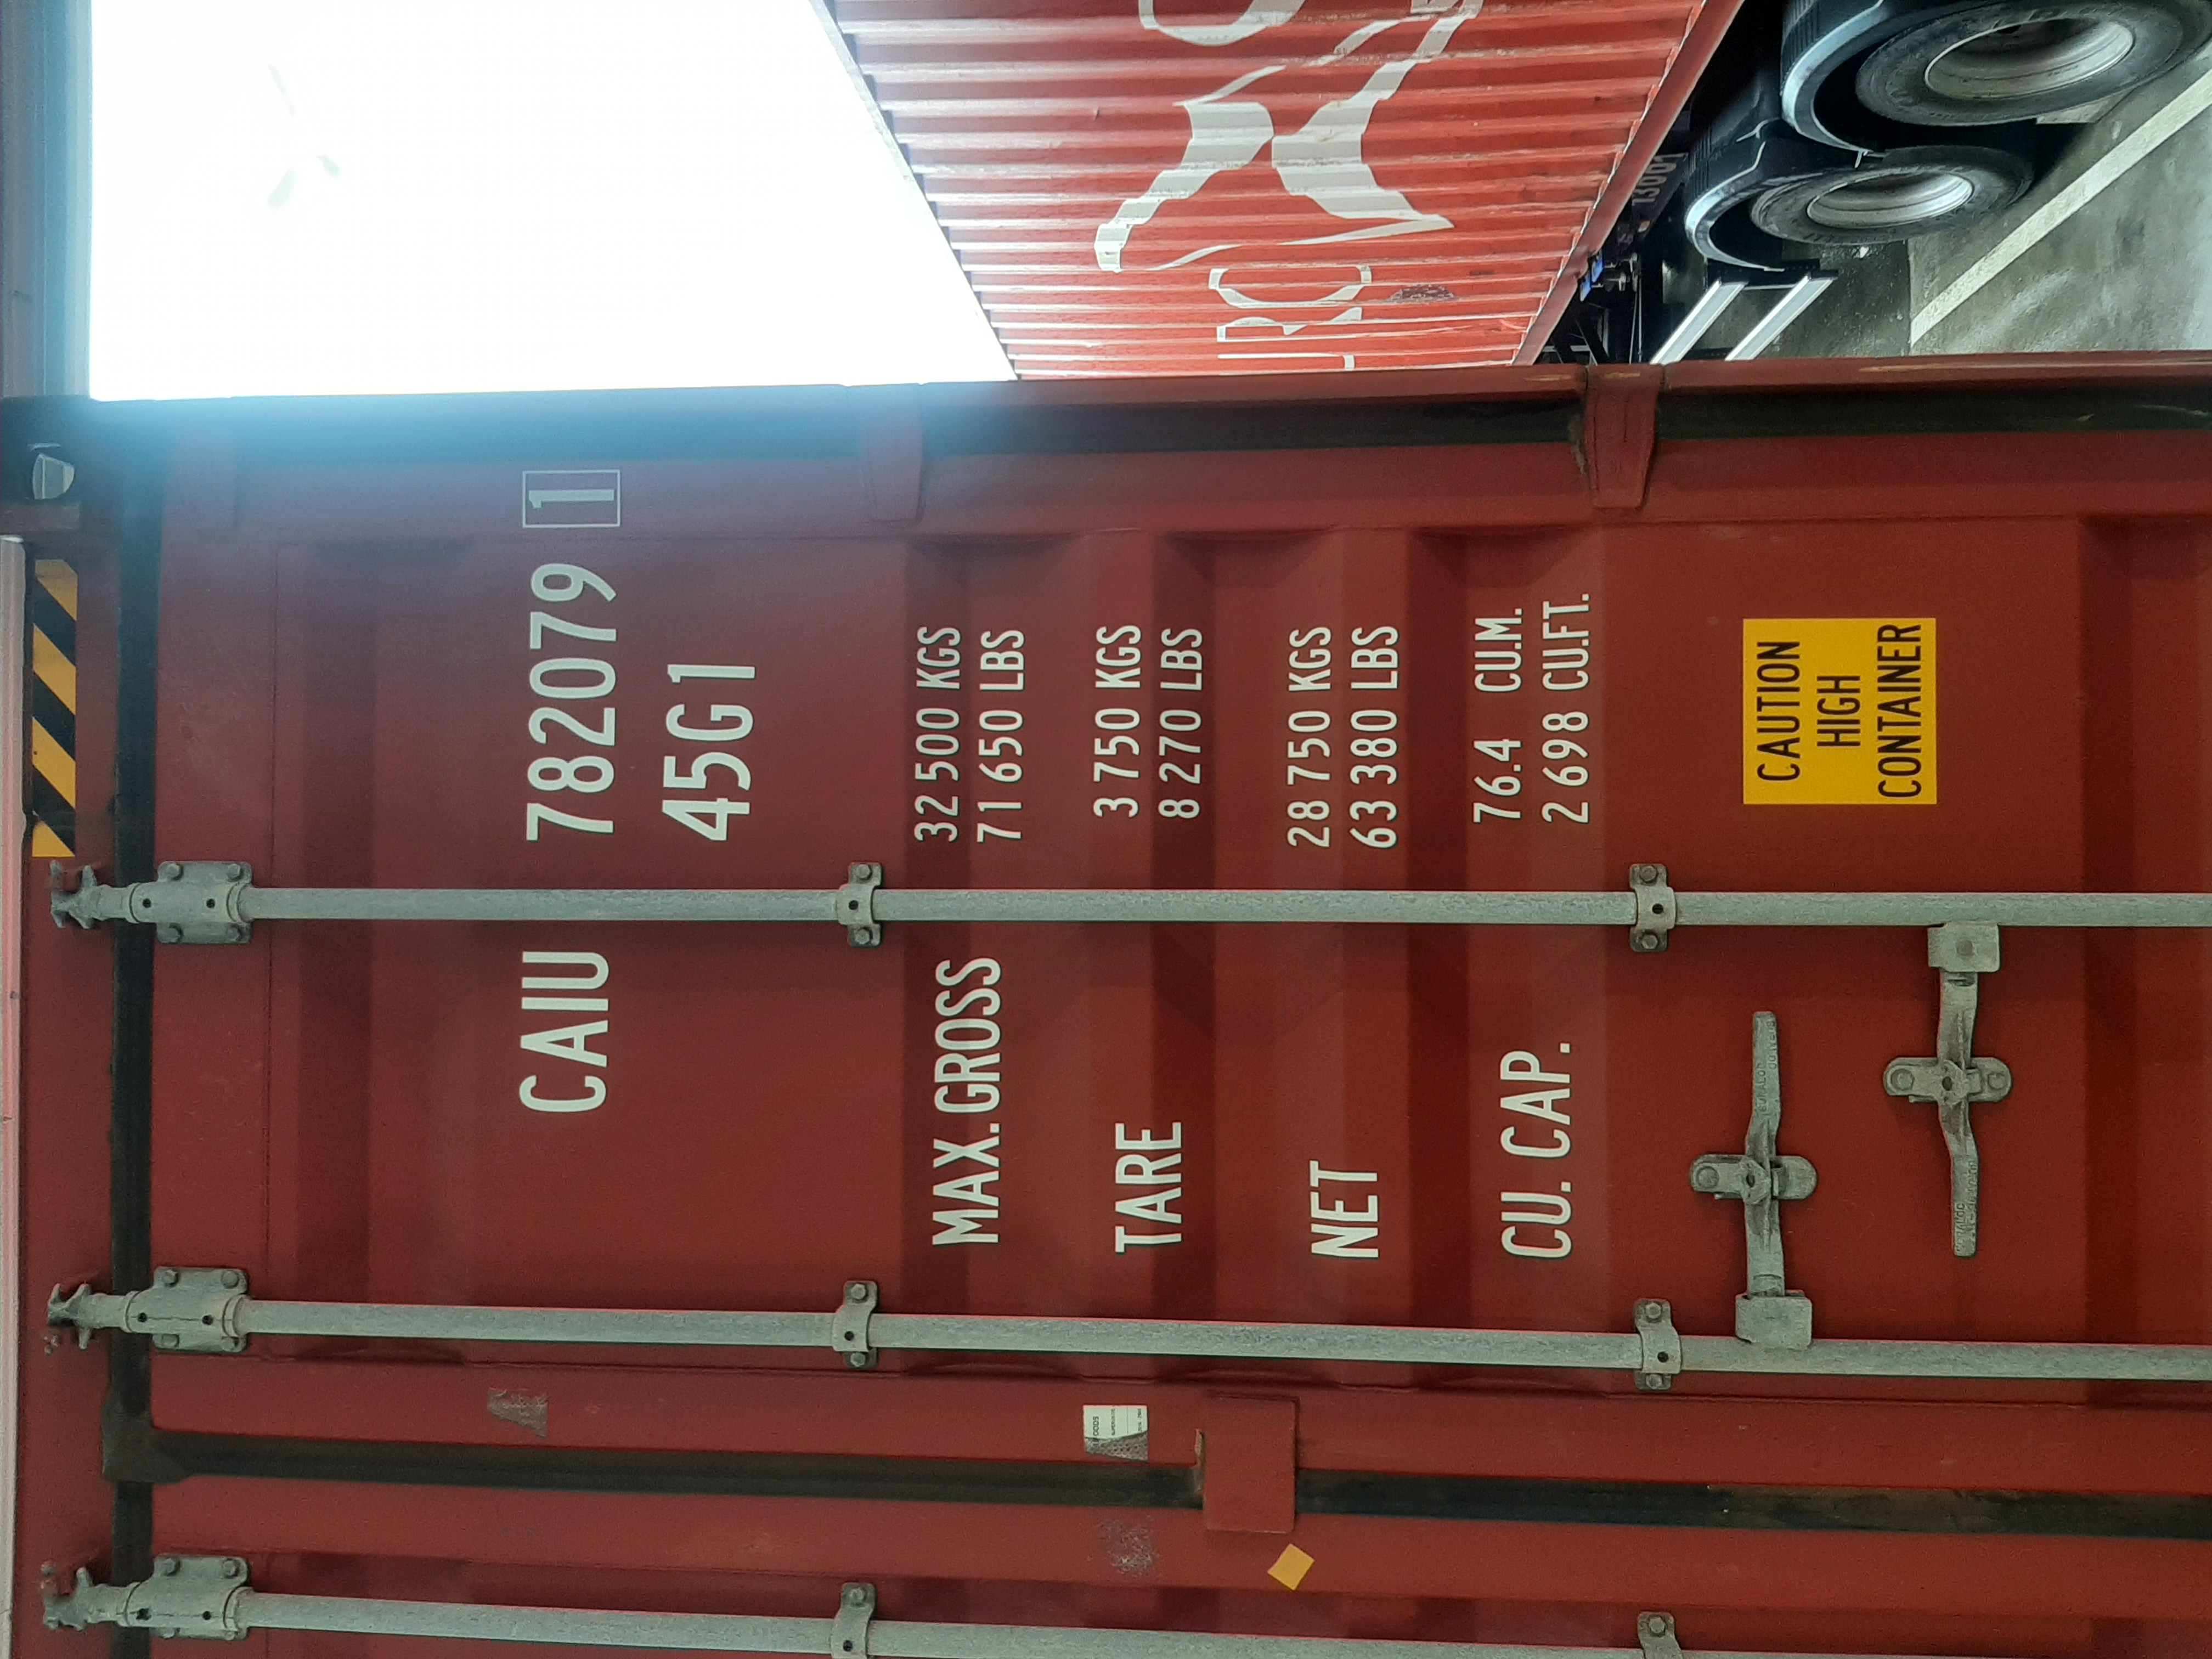 CAIU 782079 1
45G1
MAX. GROSS 32 500 KGS
71 650 LBS
TARE 3 750 KGS
8 270 LBS
NET 28 750 KGS
63 380 LBS
CU. CAP. 76.4 CU.M.
2 698 CU.FT.
CAUTION
HIGH
CONTAINER